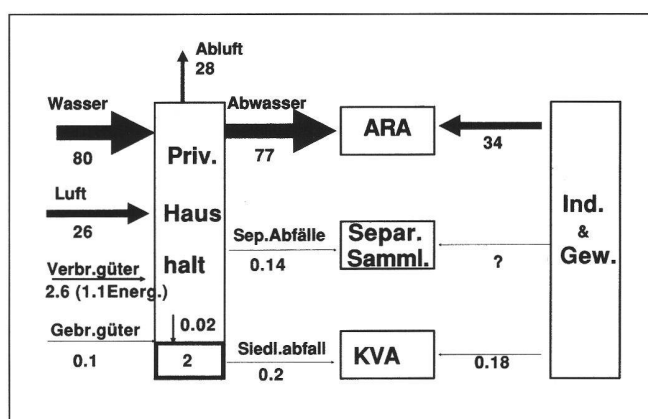 Abluft
28
Wasser
80
Abwasser
77
ARA
34
Priv.
Haus
halt
Luft
26
Sep.Abfälle
0.14
Separ.
Samml.
?
Ind.
&
Gew.
Verbr.güter
2.6 (1.1Energ.)
Gebr.güter
0.1
0.02
2
Siedl.abfall
0.2
KVA
0.18